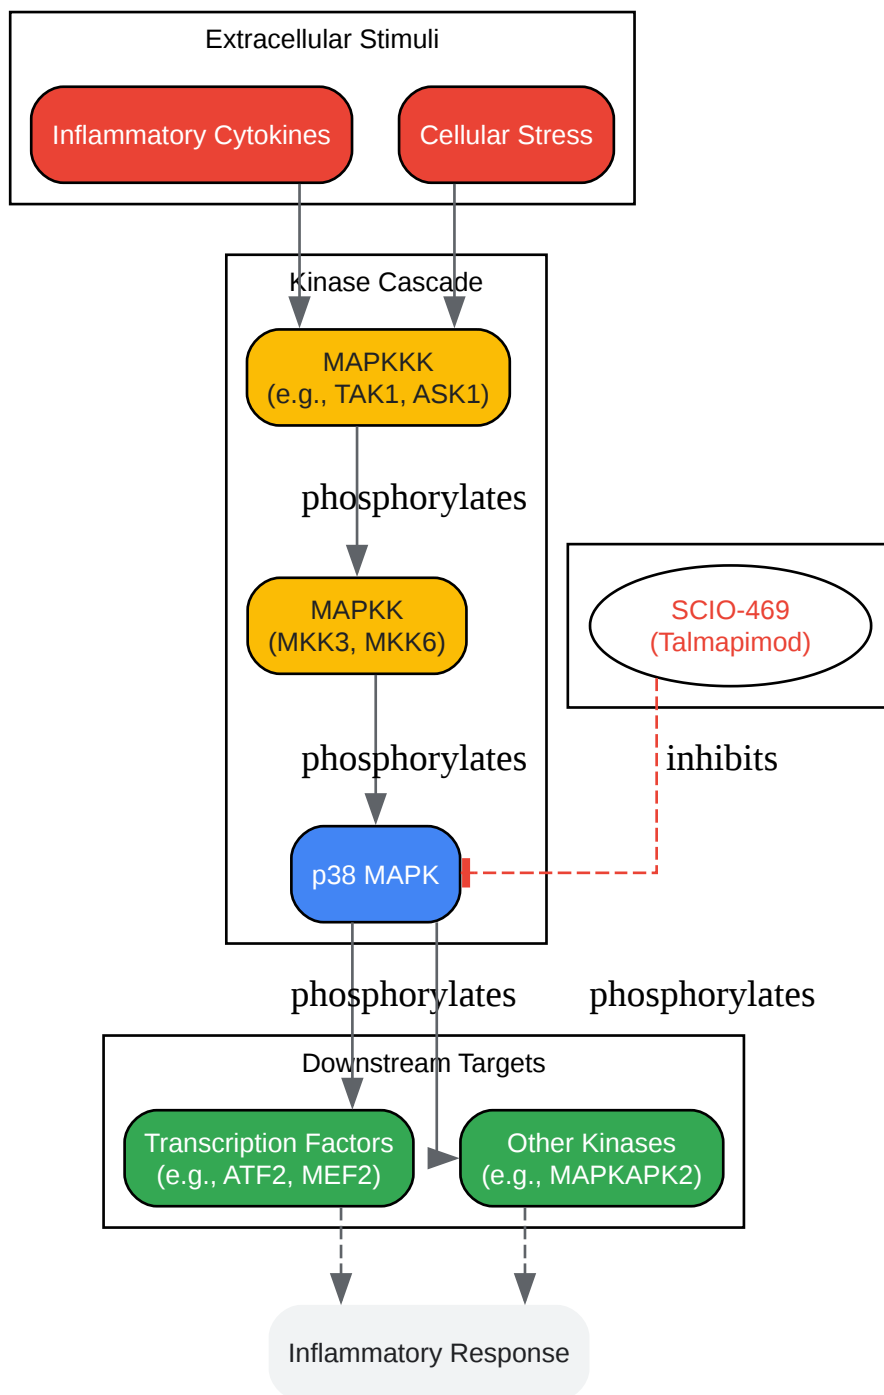 Extracellular Stimuli
Inflammatory Cytokines
Cellular Stress
Kinase Cascade
MAPKKK
(e.g., TAK1, ASK1)
phosphorylates
MAPKK
(MKK3, MKK6)
SCIO-469
(Talmapimod)
phosphorylates
inhibits
p38 MAPK
phosphorylates
phosphorylates
Downstream Targets
Transcription Factors
(e.g., ATF2, MEF2)
Other Kinases
(e.g., MAPKAPK2)
Inflammatory Response